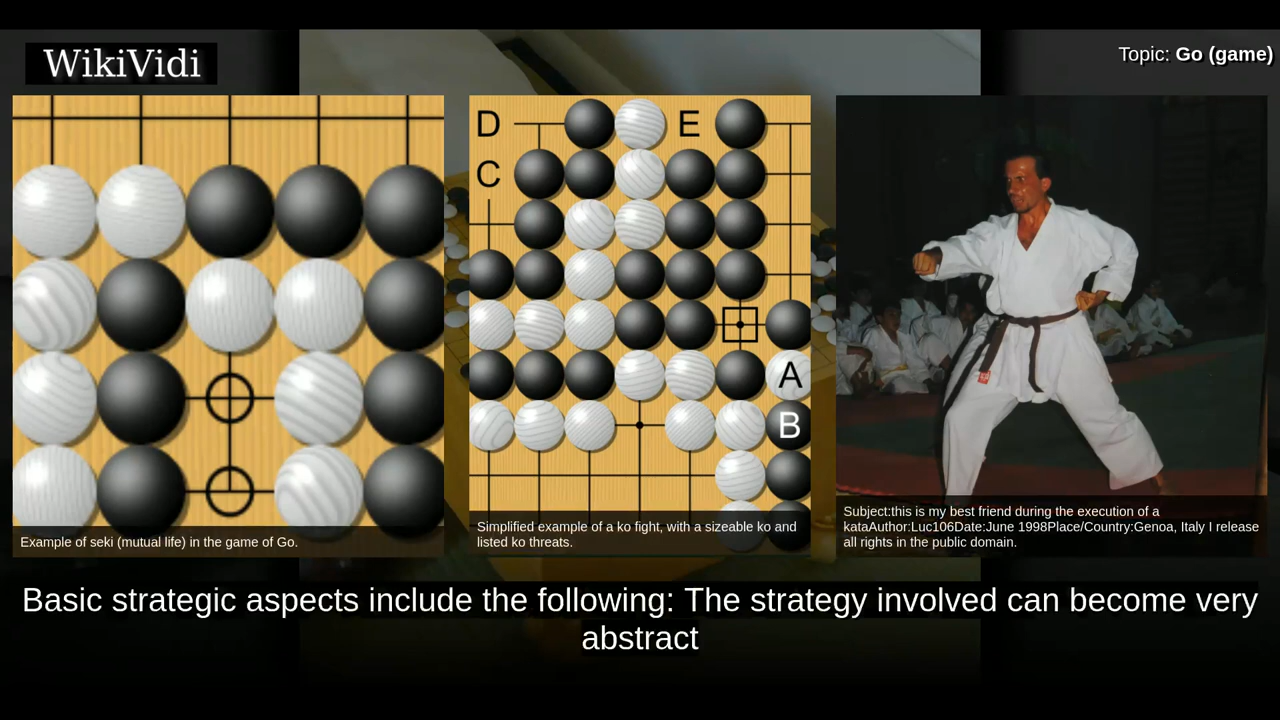 WikiVidi
Topic: Go (game)
D
E
C
A
B
Example of seki (mutual life) in the game of Go.
Simplified example of a ko fight, with a sizeable ko and
listed ko threats.
Subject:this is my best friend during the execution of a
kataAuthor:Luc106Date:June 1998Place/Country:Genoa, Italy I release
all rights in the public domain.
Basic strategic aspects include the following: The strategy involved can become very
abstract